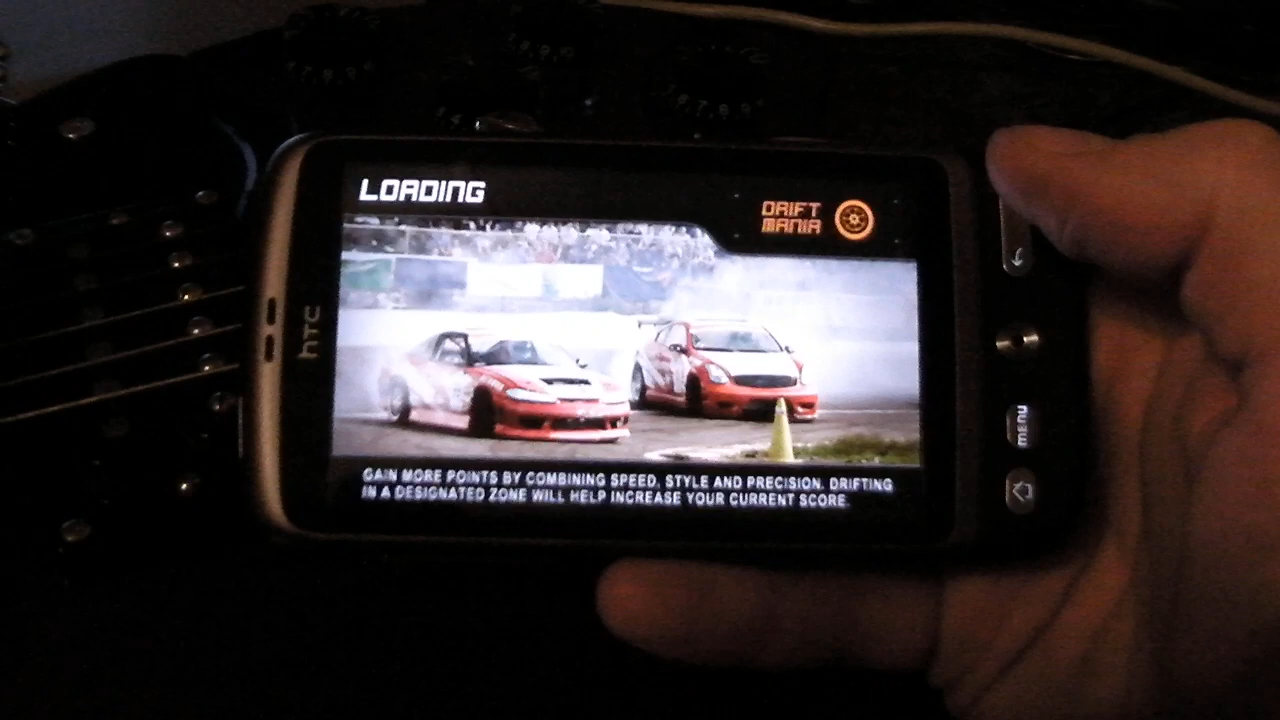 LOADING
DRIFT
MANIA
hTC
MENU
GAIN MORE POINTS BY COMBINING SPEED, STYLE AND PRECISION. DRIFTING
IN A DESIGNATED ZONE WILL HELP INCREASE YOUR CURRENT SCORE.